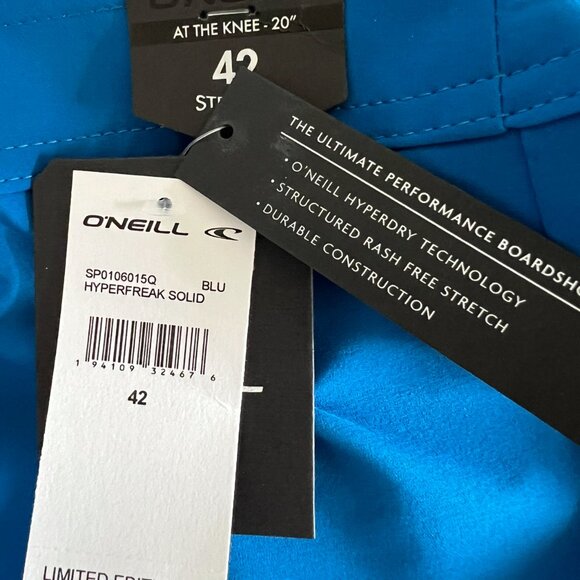 AT THE KNEE - 20"
42
THE ULTIMATE PERFORMANCE
• O'NEILL HYPERDRY TECHNOLOGY
• STRUCTURED RASH FREE STRETCH
• DURABLE CONSTRUCTION
O'NEILL
SP0106015Q BLU
HYPERFREAK SOLID
1 94109 32467 6
42
LIMITED